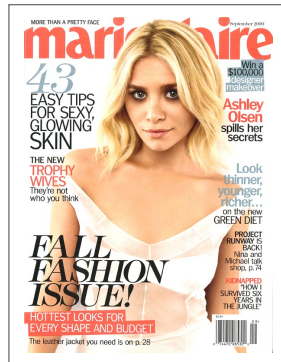 MORE THAN A PRETTY FACE
September 2009
marie claire
43
EASY TIPS
FOR SEXY,
GLOWING
SKIN
THE NEW
TROPHY
WIVES
They're not
who you think
FALL
FASHION
ISSUE!
HOTTEST LOOKS FOR
EVERY SHAPE AND BUDGET
The leather jacket you need is on p. 28
Win a
$100,000
designer
makeover
Ashley
Olsen
spills her
secrets
Look
thinner,
younger,
richer...
on the new
GREEN DIET
PROJECT
RUNWAY IS
BACK!
Nina and
Michael talk
shop, p.74
KIDNAPPED
"HOW I
SURVIVED SIX
YEARS IN
THE JUNGLE"